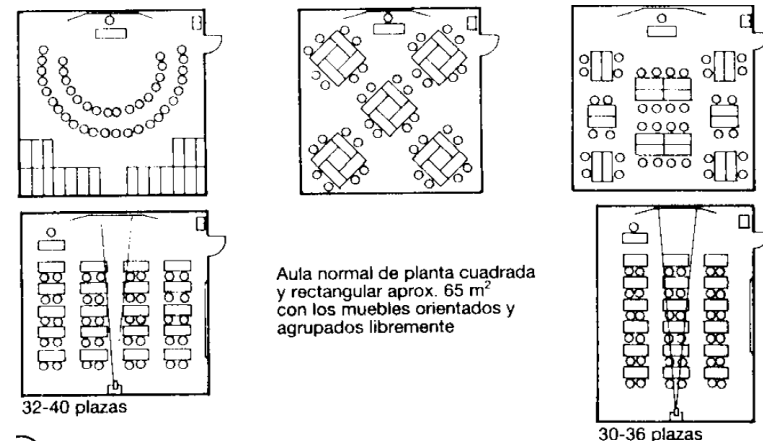 Aula normal de planta cuadrada
y rectangular aprox. 65 m²
con los muebles orientados y
agrupados libremente
32-40 plazas
30-36 plazas